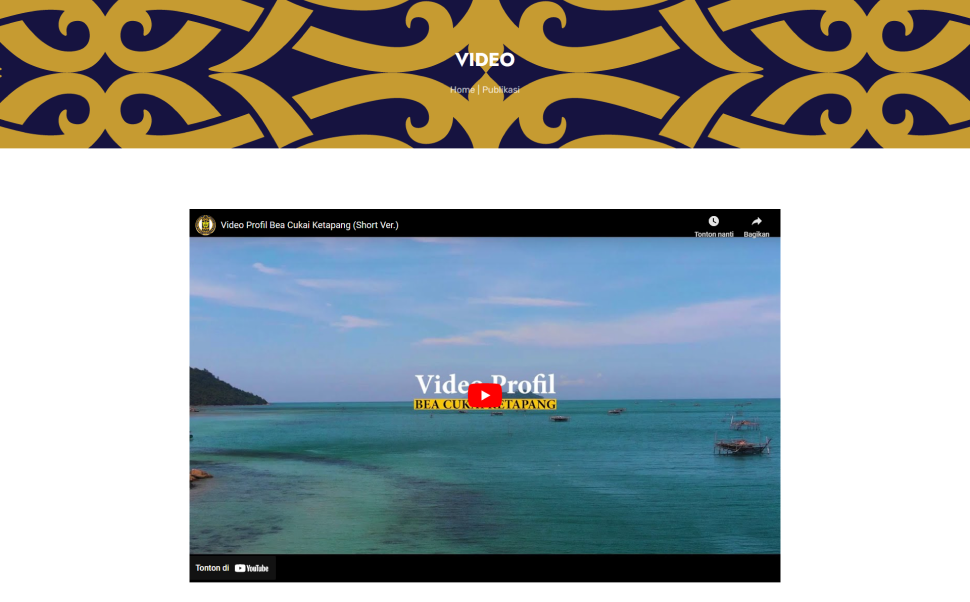 VIDEO
Home | Publikasi
Video Profil Bea Cukai Ketapang (Short Ver.)
Tonton nanti
Bagikan
Video Profil
BEA CUKAI KETAPANG
Tonton di YouTube